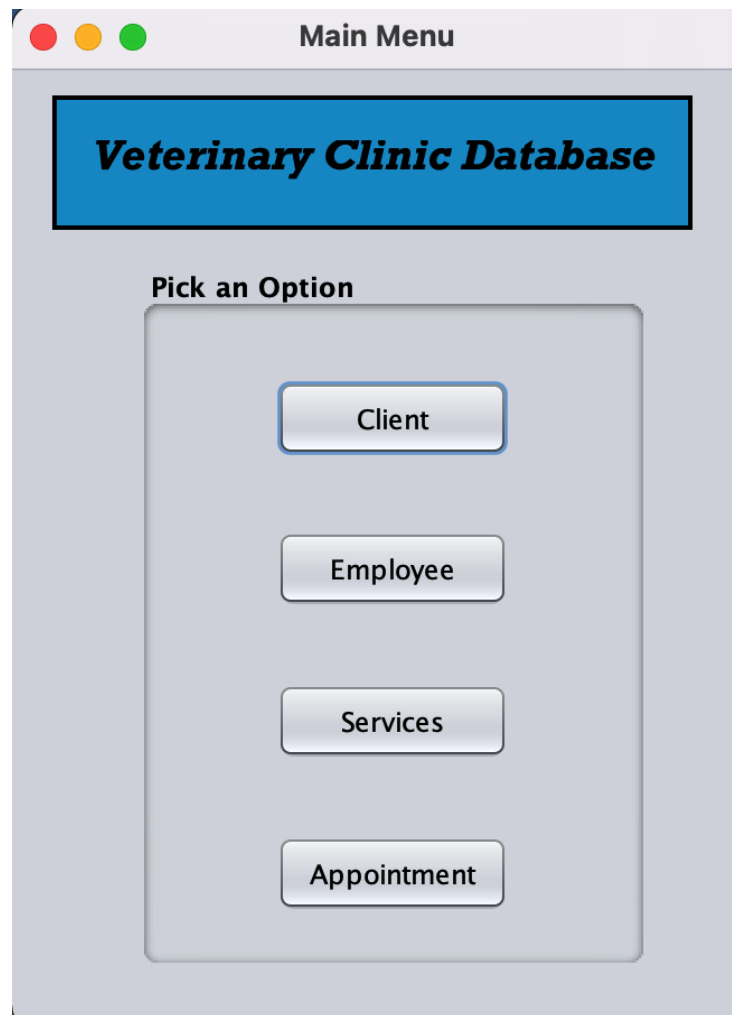 Main Menu
Veterinary Clinic Database
Pick an Option
Client
Employee
Services
Appointment